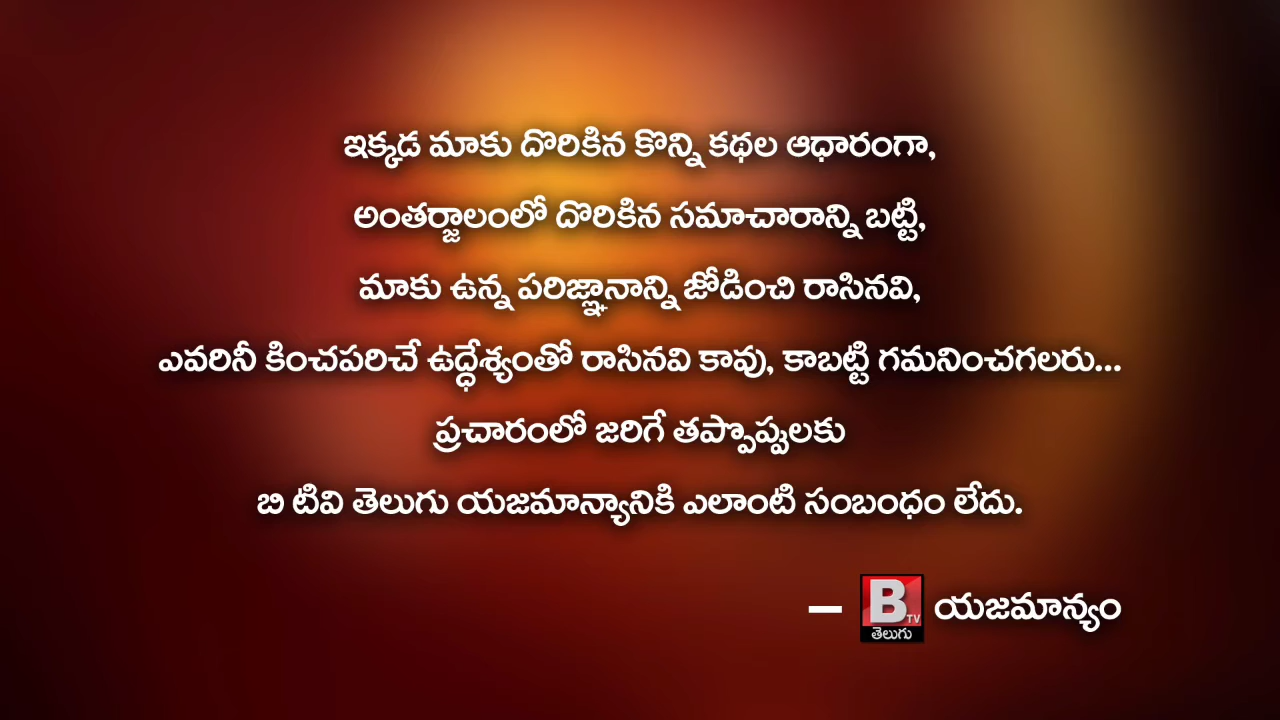 ఇక్కడ మాకు దొరికిన కొన్ని కథల ఆధారంగా,
అంతర్జాలంలో దొరికిన సమాచారాన్ని బట్టి,
మాకు ఉన్న పరిజ్ఞానాన్ని జోడించి రాసినవి,
ఎవరినీ కించపరిచే ఉద్ధేశ్యంతో రాసినవి కావు, కాబట్టి గమనించగలరు...
ప్రచారంలో జరిగే తప్పొప్పులకు
బి టివి తెలుగు యజమాన్యానికి ఎలాంటి సంబంధం లేదు.
– B TV తెలుగు యజమాన్యం